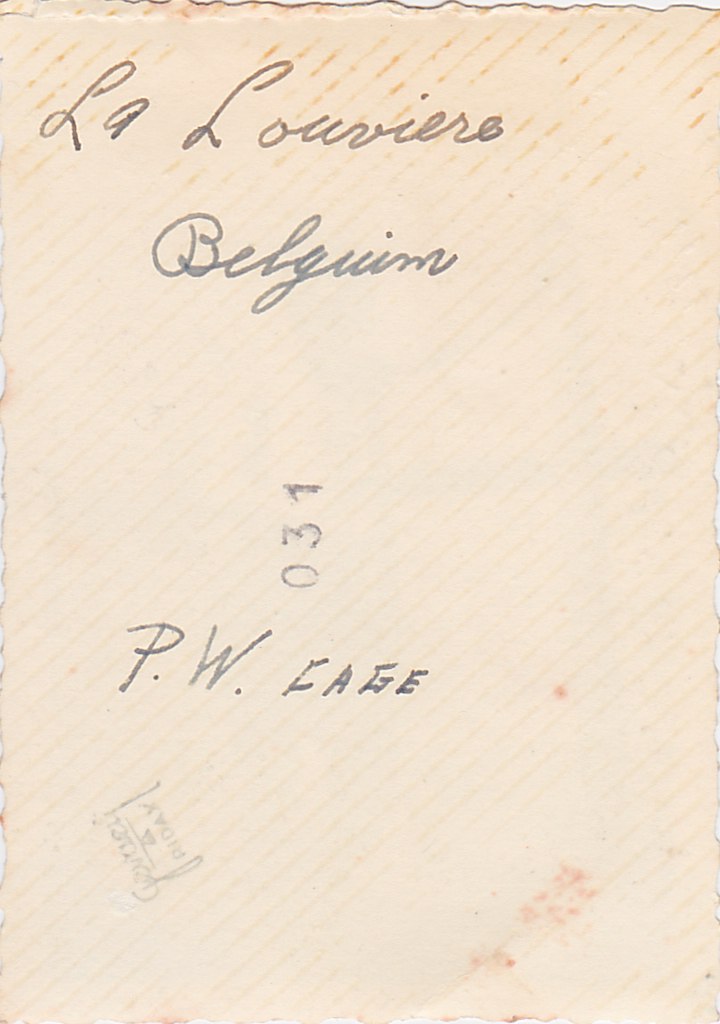 La Louviere
Belguim
031
P.W. CAGE